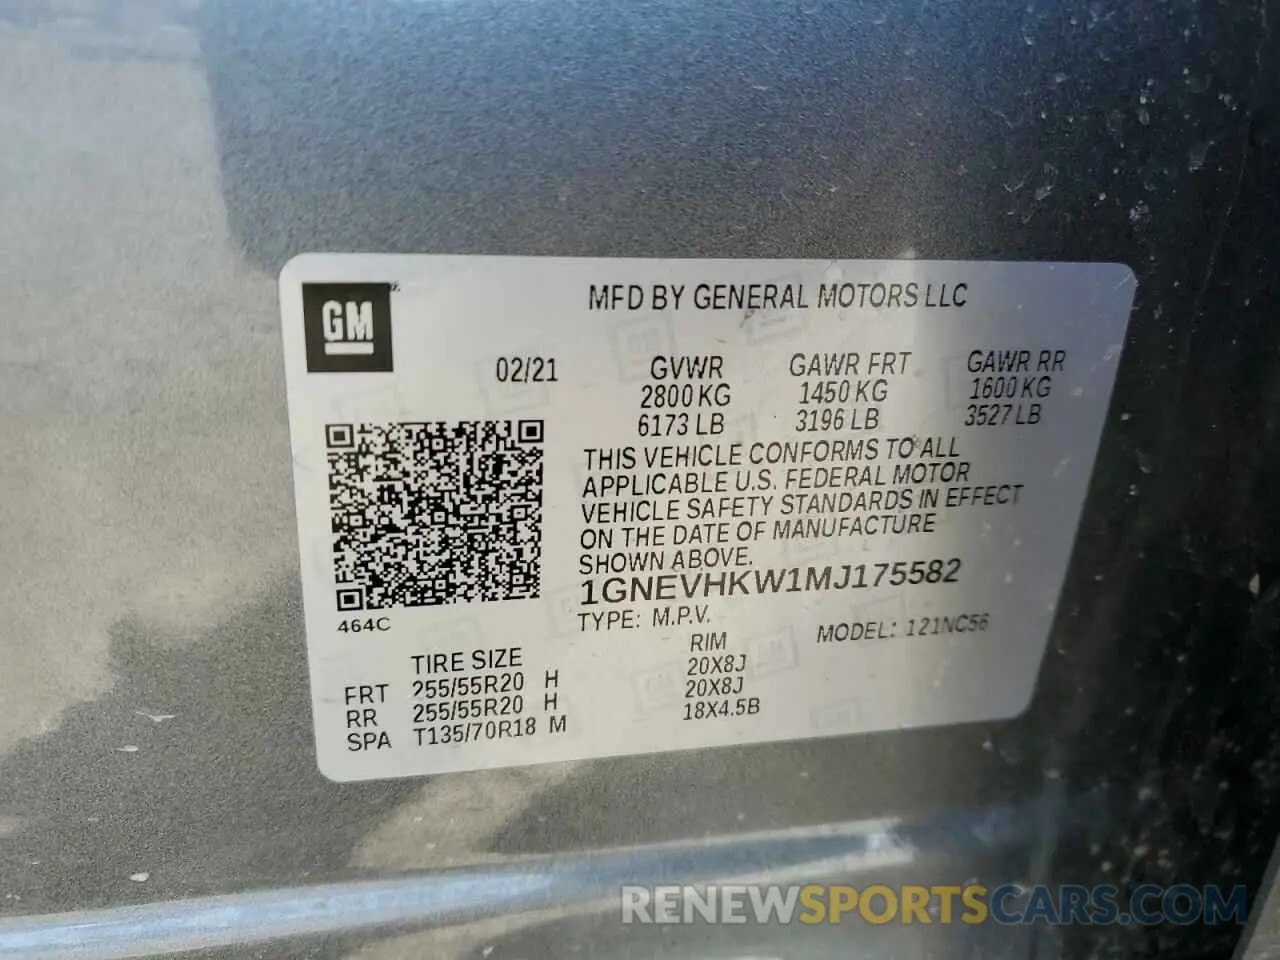 GM
MFD BY GENERAL MOTORS LLC
02/21 GVWR GAWR FRT GAWR RR
2800 KG 1450 KG 1600 KG
6173 LB 3196 LB 3527 LB
THIS VEHICLE CONFORMS TO ALL
APPLICABLE U.S. FEDERAL MOTOR
VEHICLE SAFETY STANDARDS IN EFFECT
ON THE DATE OF MANUFACTURE
SHOWN ABOVE.
1GNEVHKW1MJ175582
464C
TYPE: M.P.V.
MODEL: 121NC56
TIRE SIZE RIM
FRT 255/55R20 H 20X8J
RR 255/55R20 H 20X8J
SPA T135/70R18 M 18X4.5B
RENEWSPORTSCARS.COM